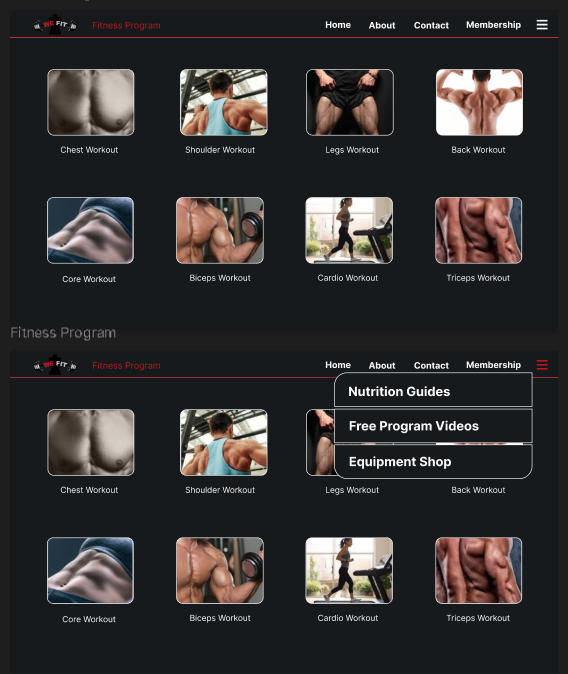 WE FIT
Fitness Program
Home
About
Contact
Membership
Chest Workout
Shoulder Workout
Legs Workout
Back Workout
Core Workout
Biceps Workout
Cardio Workout
Triceps Workout
Fitness Program
WE FIT
Fitness Program
Home
About
Contact
Membership
Nutrition Guides
Free Program Videos
Equipment Shop
Chest Workout
Shoulder Workout
Legs Workout
Back Workout
Core Workout
Biceps Workout
Cardio Workout
Triceps Workout